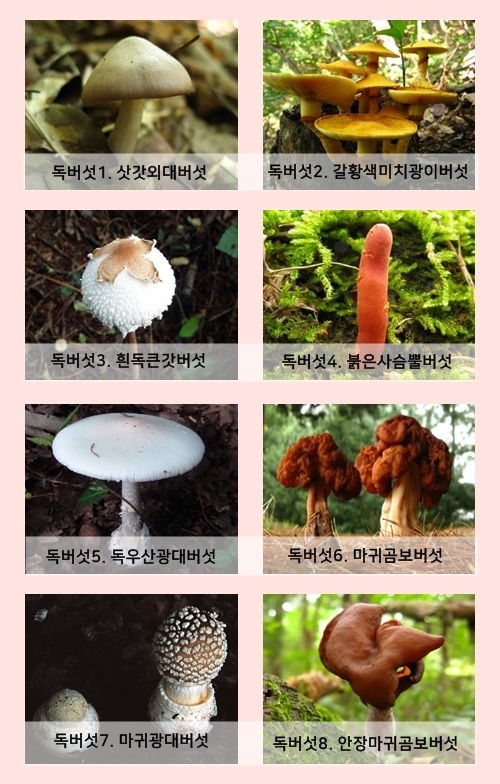 독버섯1. 삿갓외대버섯
독버섯2. 갈황색미치광이버섯
독버섯3. 흰독큰갓버섯
독버섯4. 붉은사슴뿔버섯
독버섯5. 독우산광대버섯
독버섯6. 마귀곰보버섯
독버섯7. 마귀광대버섯
독버섯8. 안장마귀곰보버섯